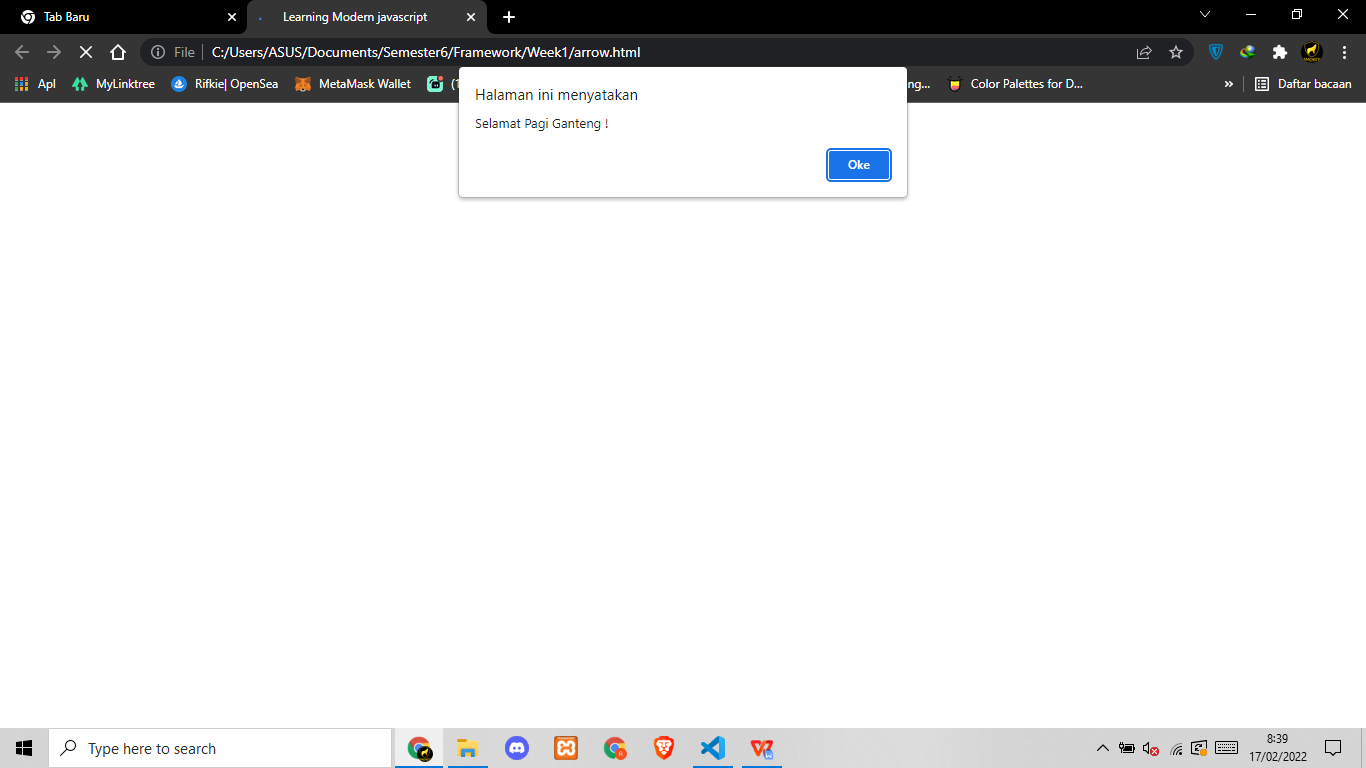 Tab Baru
Learning Modern javascript
File
C:/Users/ASUS/Documents/Semester6/Framework/Week1/arrow.html
Apl
MyLinktree
Rifkie| OpenSea
MetaMask Wallet
ng...
Color Palettes for D...
»
Daftar bacaan
Halaman ini menyatakan
Selamat Pagi Ganteng !
Oke
Type here to search
8:39
17/02/2022